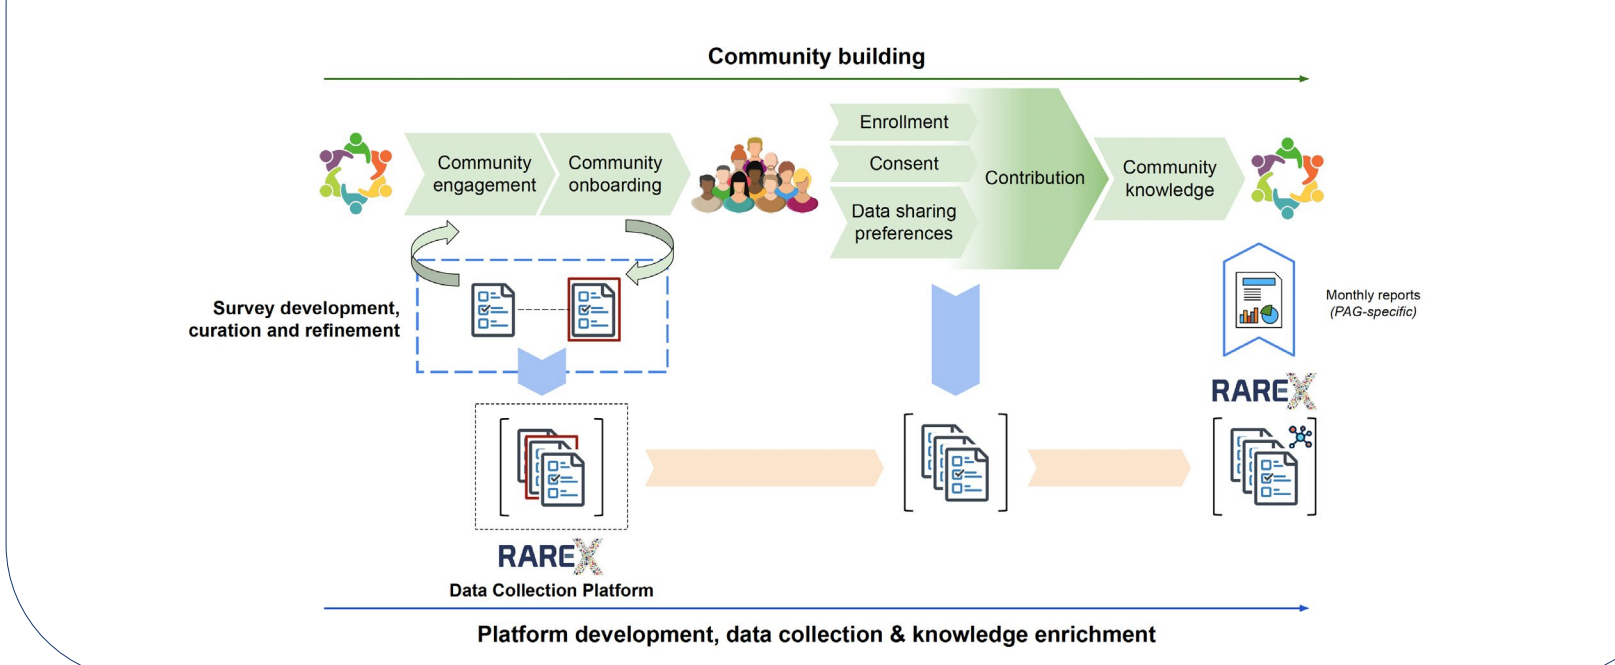 Community building
Community
engagement
Community
onboarding
Enrollment
Consent
Data sharing
preferences
Contribution
Community
knowledge
Survey development,
curation and refinement
Monthly reports
(PAG-specific)
RAREX
RAREX
Data Collection Platform
Platform development, data collection & knowledge enrichment